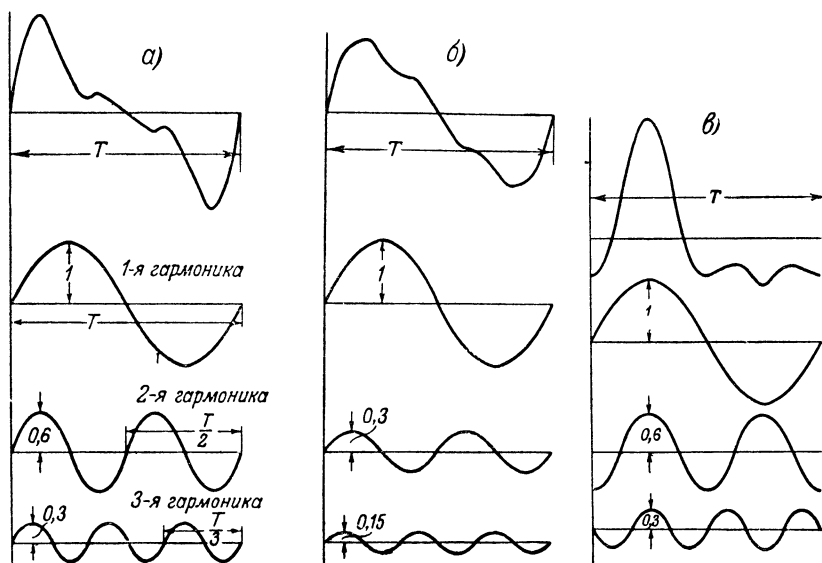 а)
б)
в)
T
T
T
1
1-я гармоника
T
1
1
2-я гармоника
0,6
T
2
0,3
0,6
3-я гармоника
0,3
T
3
0,15
0,3